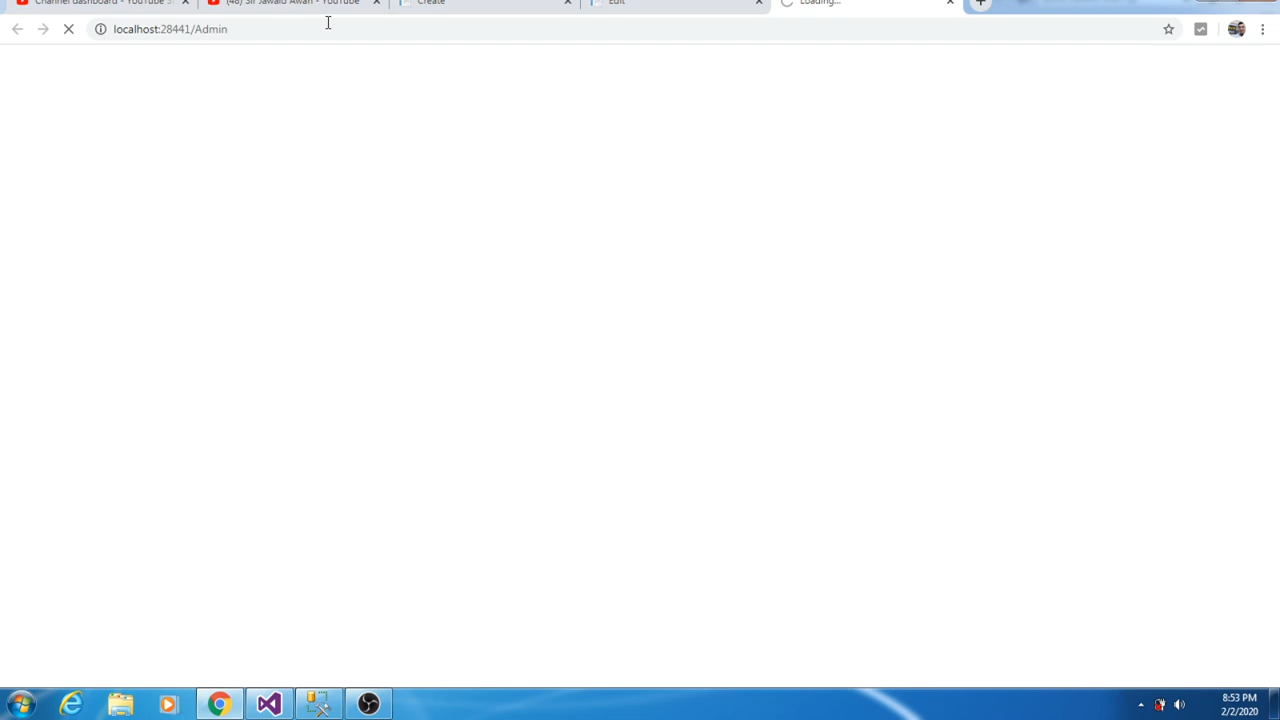 Channel dashboard - YouTube S
(48) Sir Jawaid Awan - YouTube
Create
Edit
Loading...
localhost:28441/Admin
8:53 PM
2/2/2020